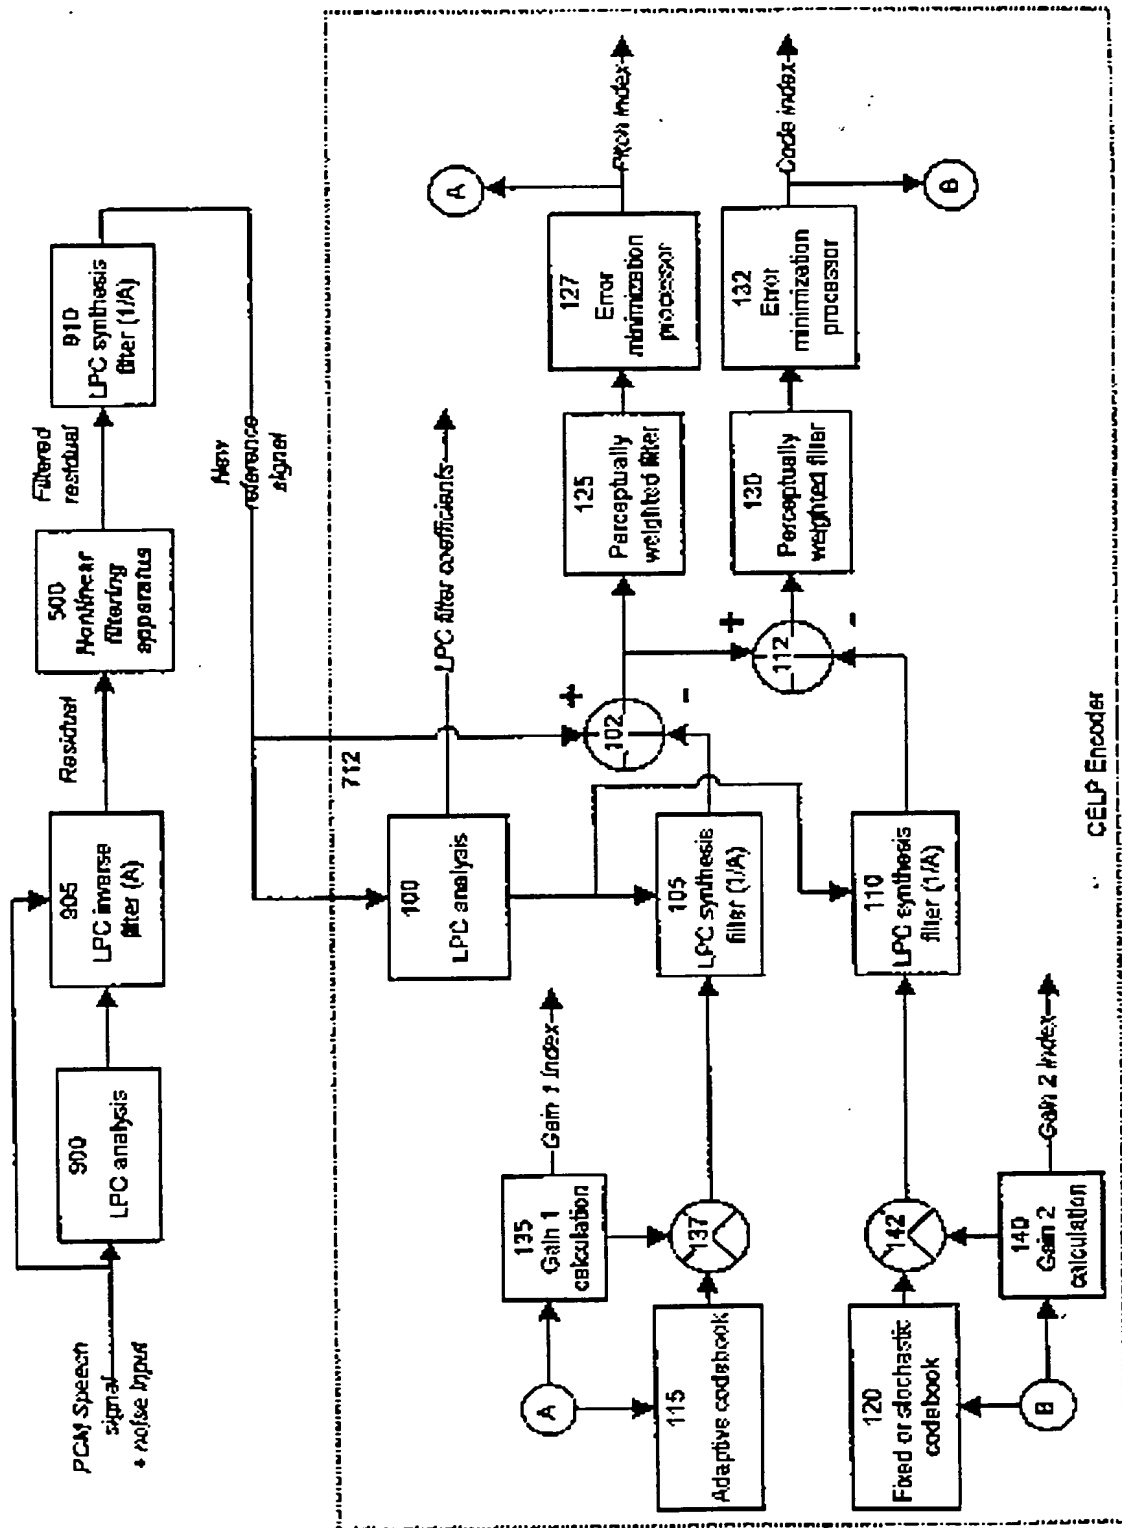 PCM Speech
signal
+ noise input
900
LPC analysis
905
LPC inverse
filter (A)
Residual
500
Nonlinear
filtering
apparatus
Filtered
residual
910
LPC synthesis
filter (1/A)
New
reference
signal
712
100
LPC analysis
LPC filter coefficients
135
Gain 1
calculation
Gain 1 Index
A
115
Adaptive codebook
137
105
LPC synthesis
filter (1/A)
102
+
-
125
Perceptually
weighted filter
127
Error
minimization
processor
A
Pitch Index
120
Fixed or stochastic
codebook
142
B
140
Gain 2
calculation
Gain 2 Index
110
LPC synthesis
filter (1/A)
112
+
-
130
Perceptually
weighted filter
132
Error
minimization
processor
Code index
B
CELP Encoder